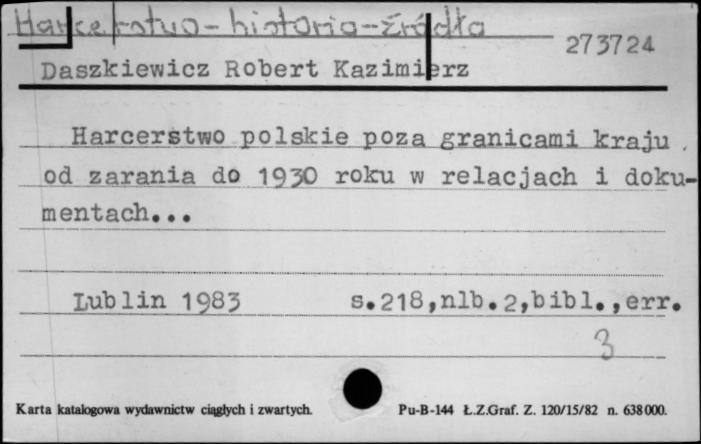 Harcerstwo-historia-źródła
273724
Daszkiewicz Robert Kazimierz
Harcerstwo polskie poza granicami kraju
od zarania do 1930 roku w relacjach i doku-
mentach...
Lublin 1983 s.218,nlb.2,bibl.,err.
3
Karta katalogowa wydawnictw ciągłych i zwartych. Pu-B-144 Ł.Z.Graf. Z. 120/15/82 n. 638000.